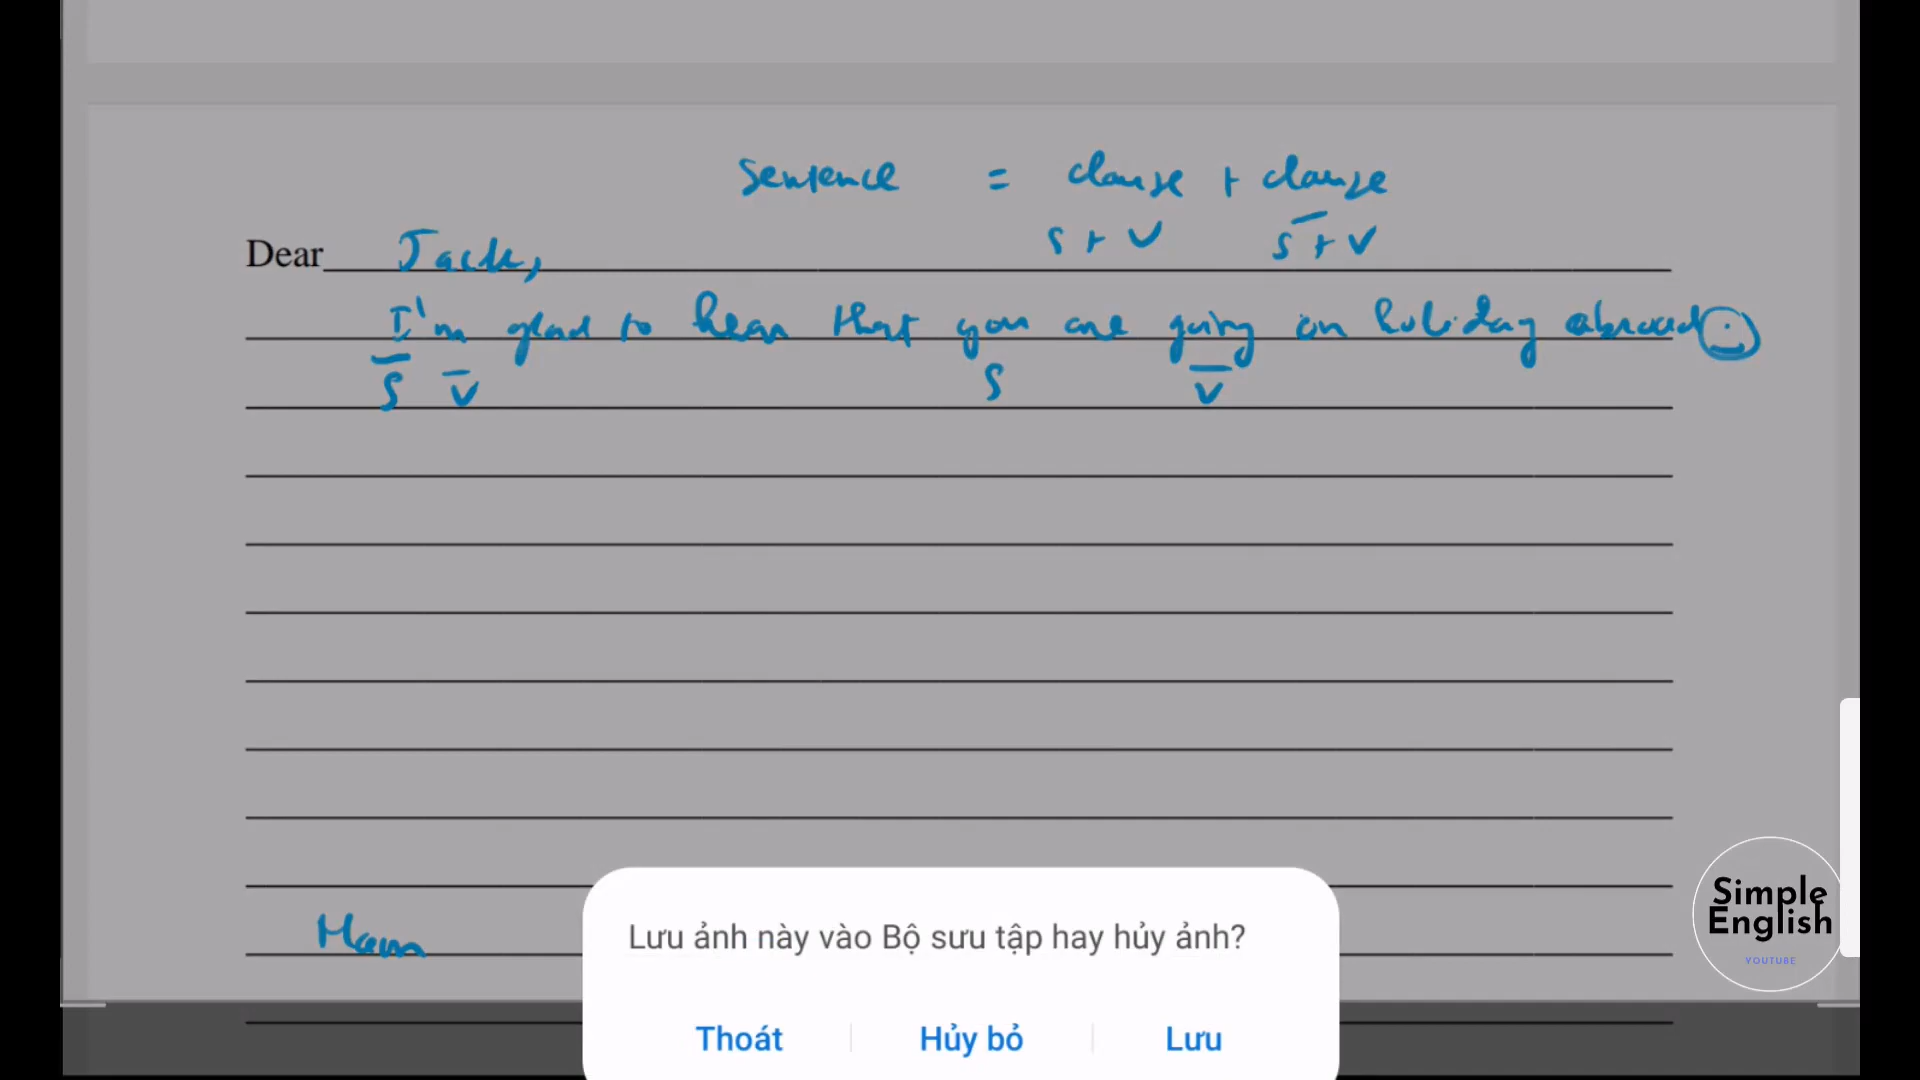 sentence = clause + clause
S + V S + V
Dear Jack,
I'm glad to hear that you are going on holiday abroad
S V S V
Lưu ảnh này vào Bộ sưu tập hay hủy ảnh?
Thoát Hủy bỏ Lưu
Simple
English
YOUTUBE